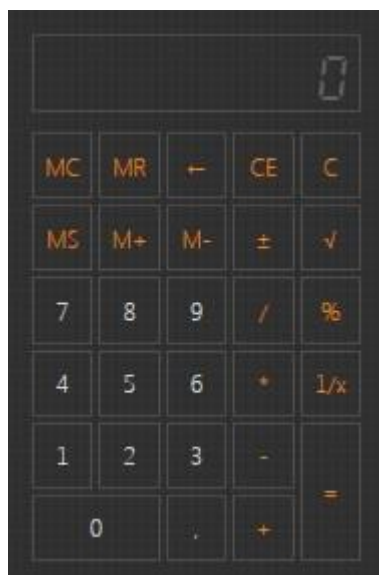 0
MC MR ← CE C
MS M+ M- ± √
7 8 9 / %
4 5 6 * 1/x
1 2 3 - =
0 , +